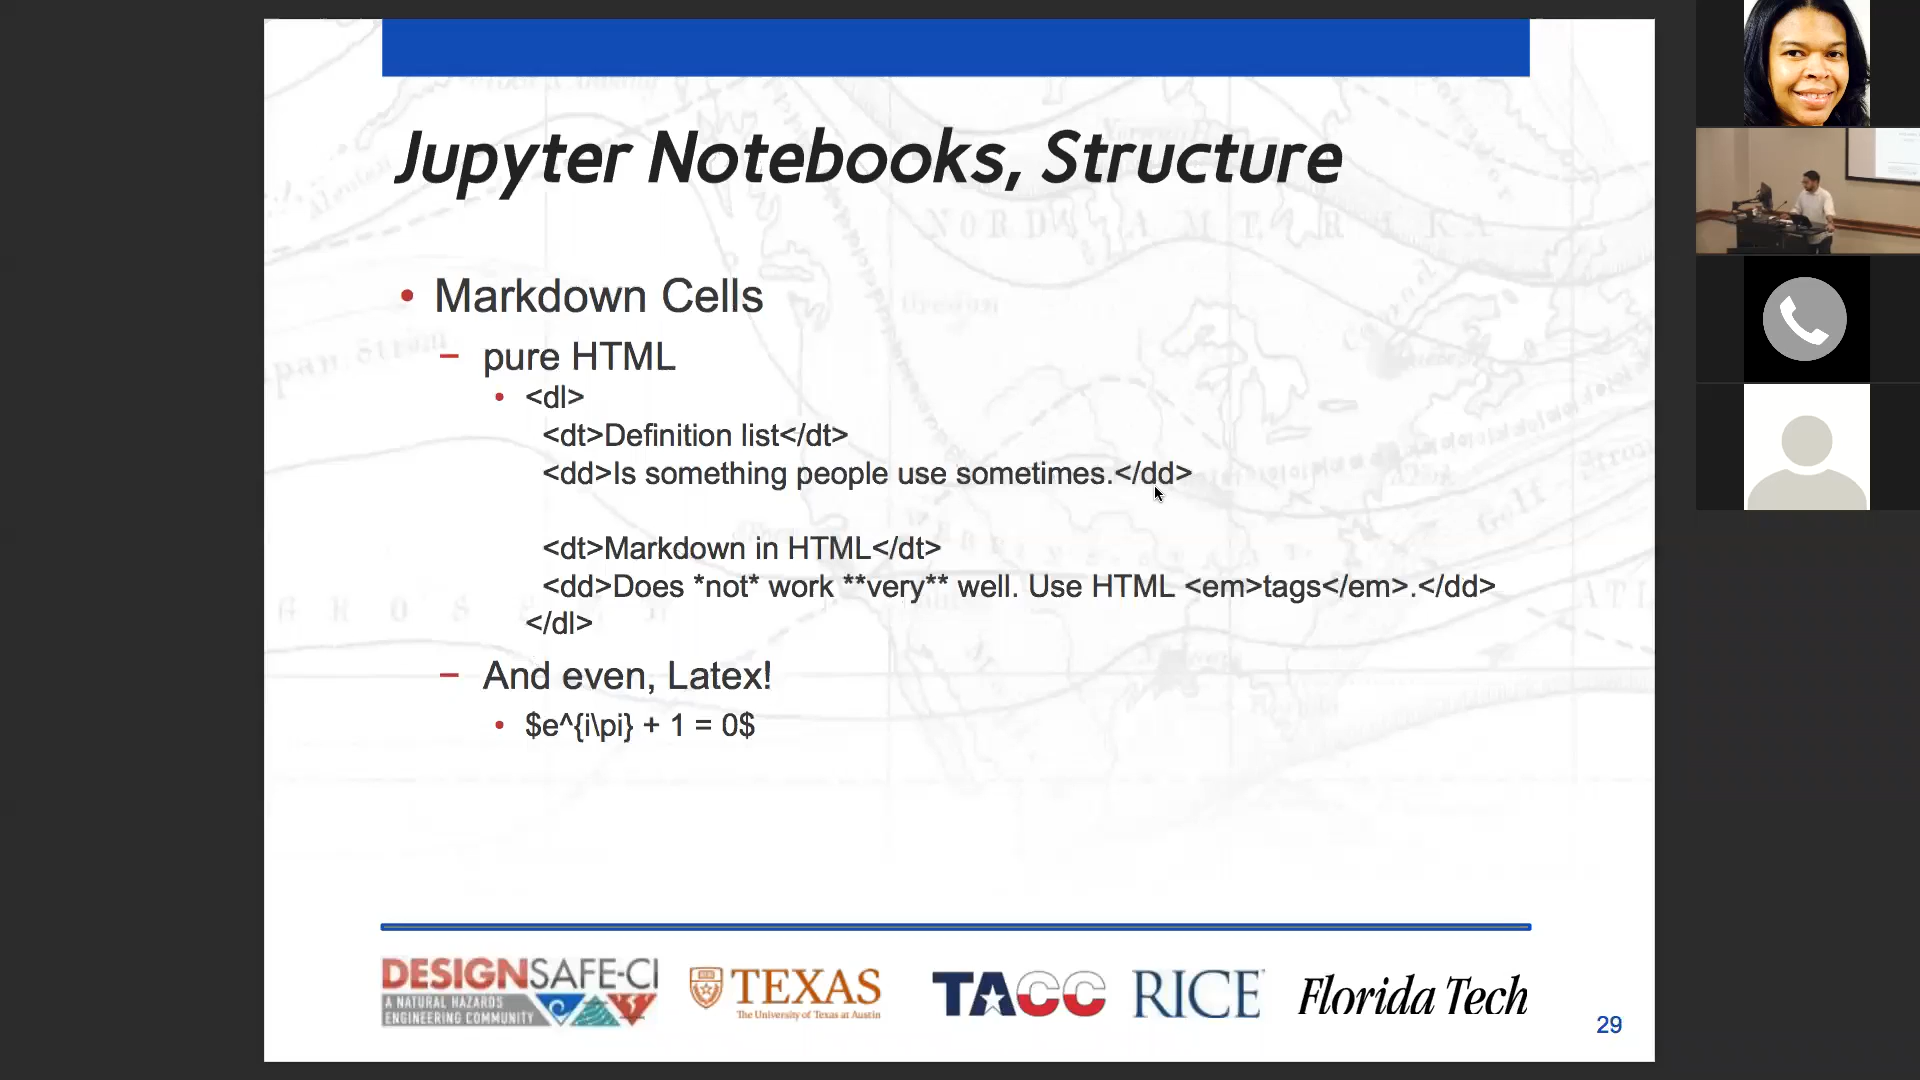 Jupyter Notebooks, Structure
NORD AMERIKA
Oregon
• Markdown Cells
– pure HTML
• <dl>
<dt>Definition list</dt>
<dd>Is something people use sometimes.</dd>
<dt>Markdown in HTML</dt>
<dd>Does *not* work **very** well. Use HTML <em>tags</em>.</dd>
</dl>
– And even, Latex!
• $e^{i\pi} + 1 = 0$
DESIGNSAFE-CI
A NATURAL HAZARDS
ENGINEERING COMMUNITY
TEXAS
The University of Texas at Austin
TACC
RICE
Florida Tech
29